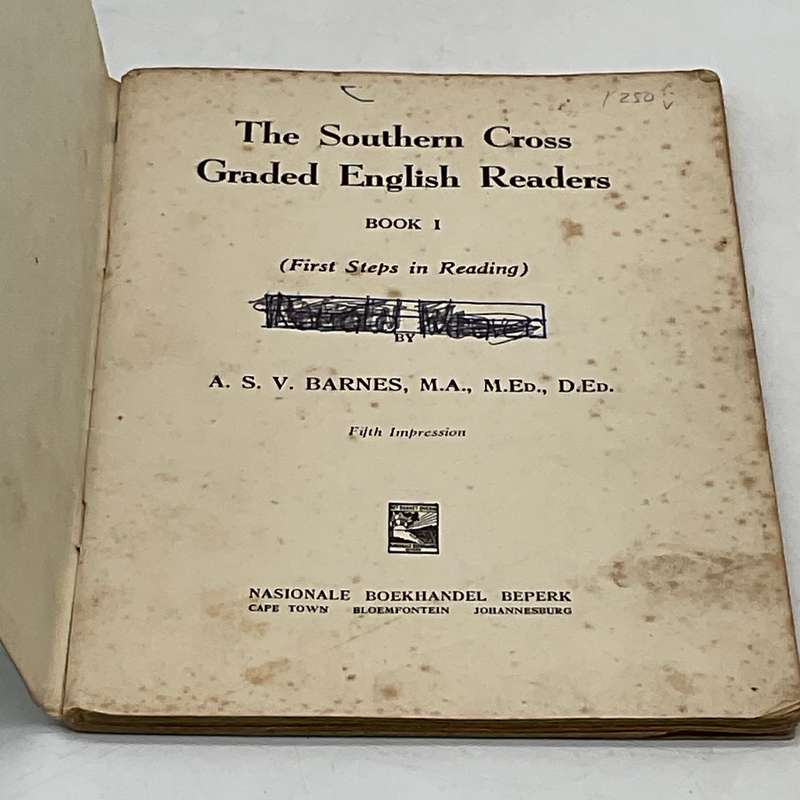 1250
The Southern Cross
Graded English Readers
BOOK I
(First Steps in Reading)
BY
A. S. V. BARNES, M.A., M.ED., D.ED.
Fifth Impression
NASIONALE BOEKHANDEL BEPERK
CAPE TOWN BLOEMFONTEIN JOHANNESBURG